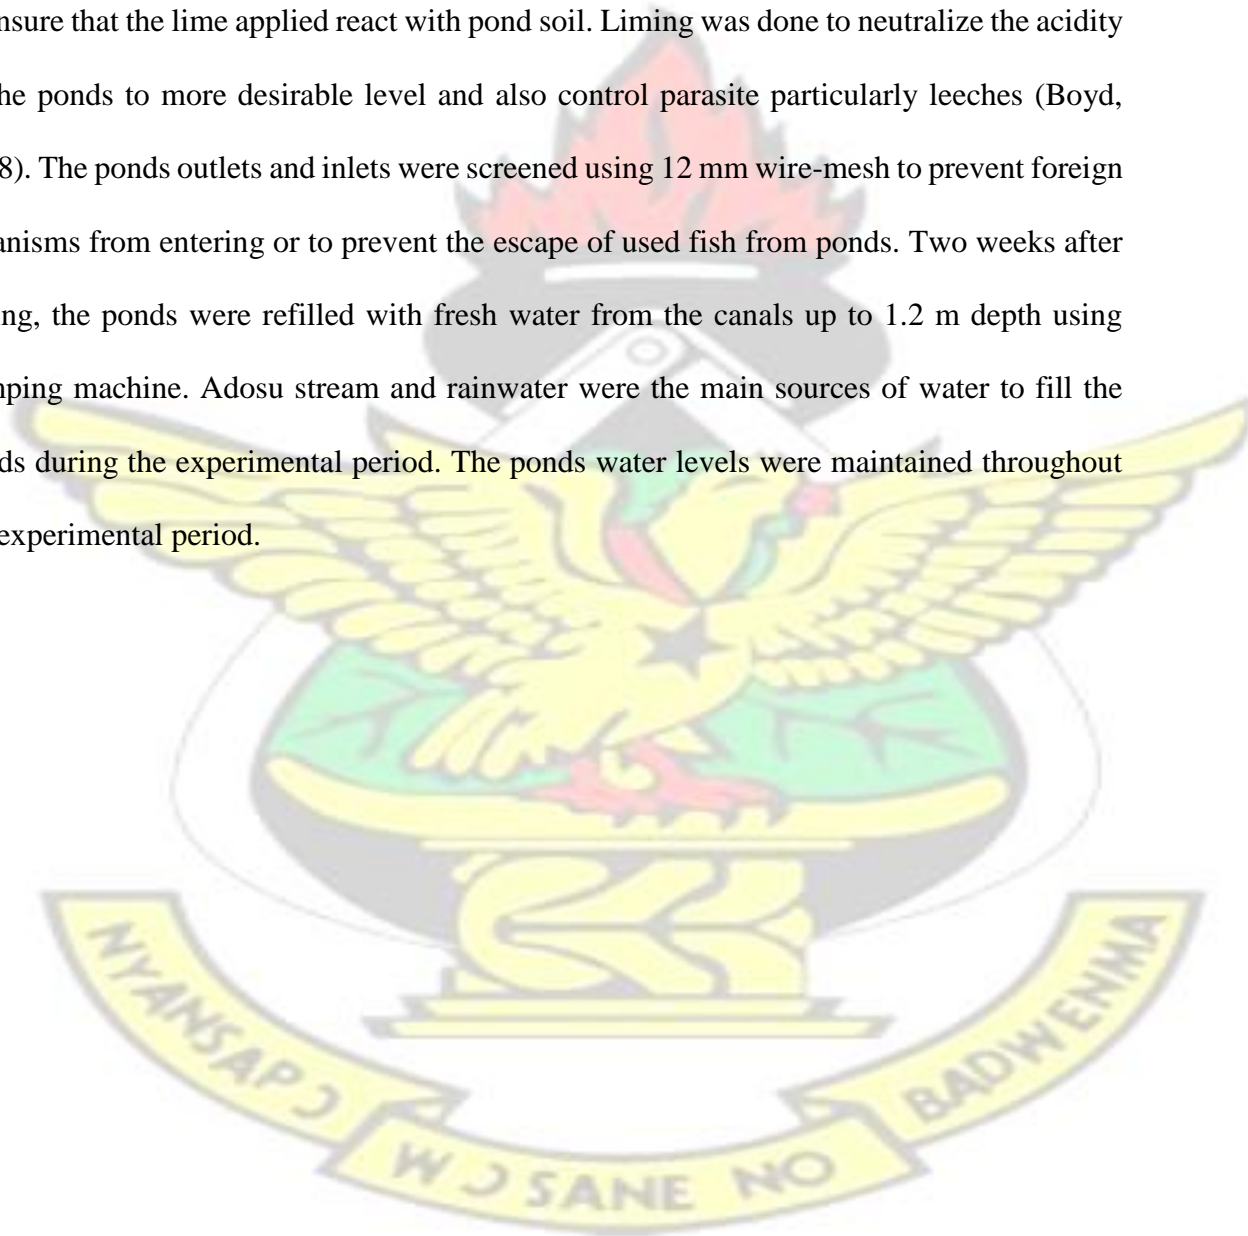 nsure that the lime applied react with pond soil. Liming was done to neutralize the acidity
he ponds to more desirable level and also control parasite particularly leeches (Boyd,
8). The ponds outlets and inlets were screened using 12 mm wire-mesh to prevent foreign
anisms from entering or to prevent the escape of used fish from ponds. Two weeks after
ing, the ponds were refilled with fresh water from the canals up to 1.2 m depth using
ping machine. Adosu stream and rainwater were the main sources of water to fill the
ds during the experimental period. The ponds water levels were maintained throughout
experimental period.
NYANSAPƆ
WƆSANE NO
BADWENMA